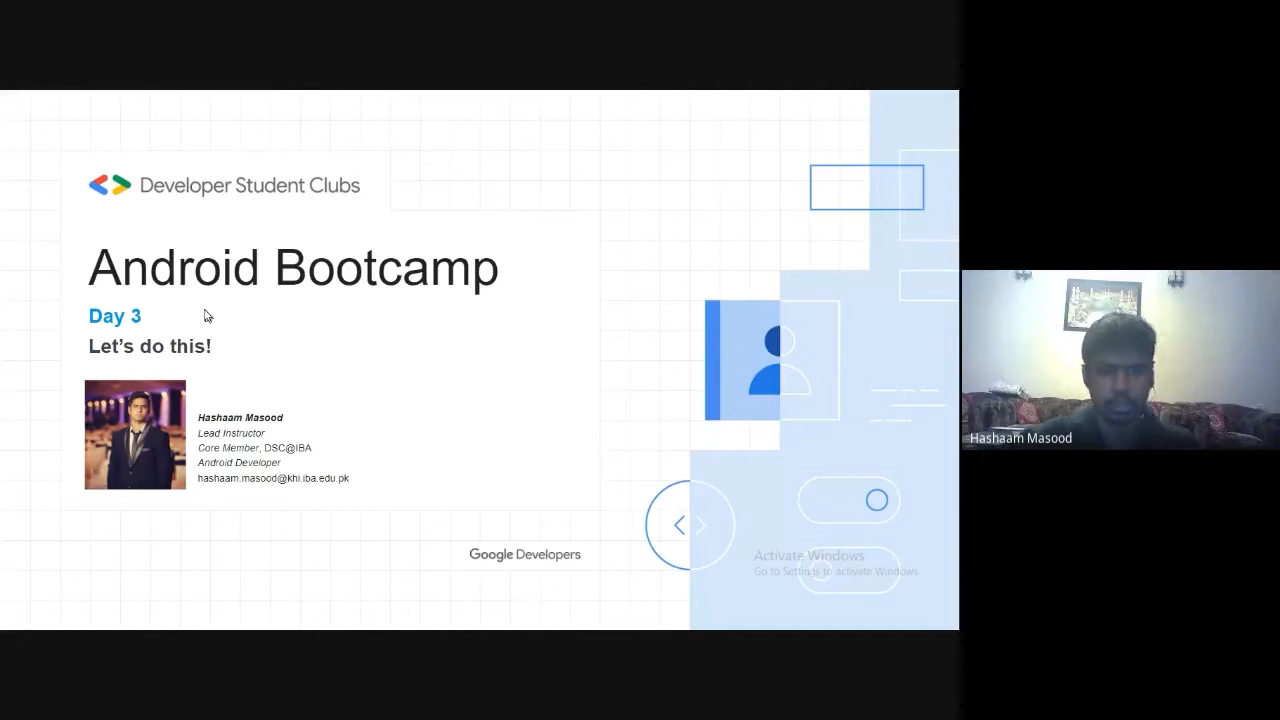 Developer Student Clubs
Android Bootcamp
Day 3
Let's do this!
Hashaam Masood
Lead Instructor
Core Member, DSC@IBA
Android Developer
hashaam.masood@khi.iba.edu.pk
Google Developers
Activate Windows
Go to Settings to activate Windows.
Hashaam Masood